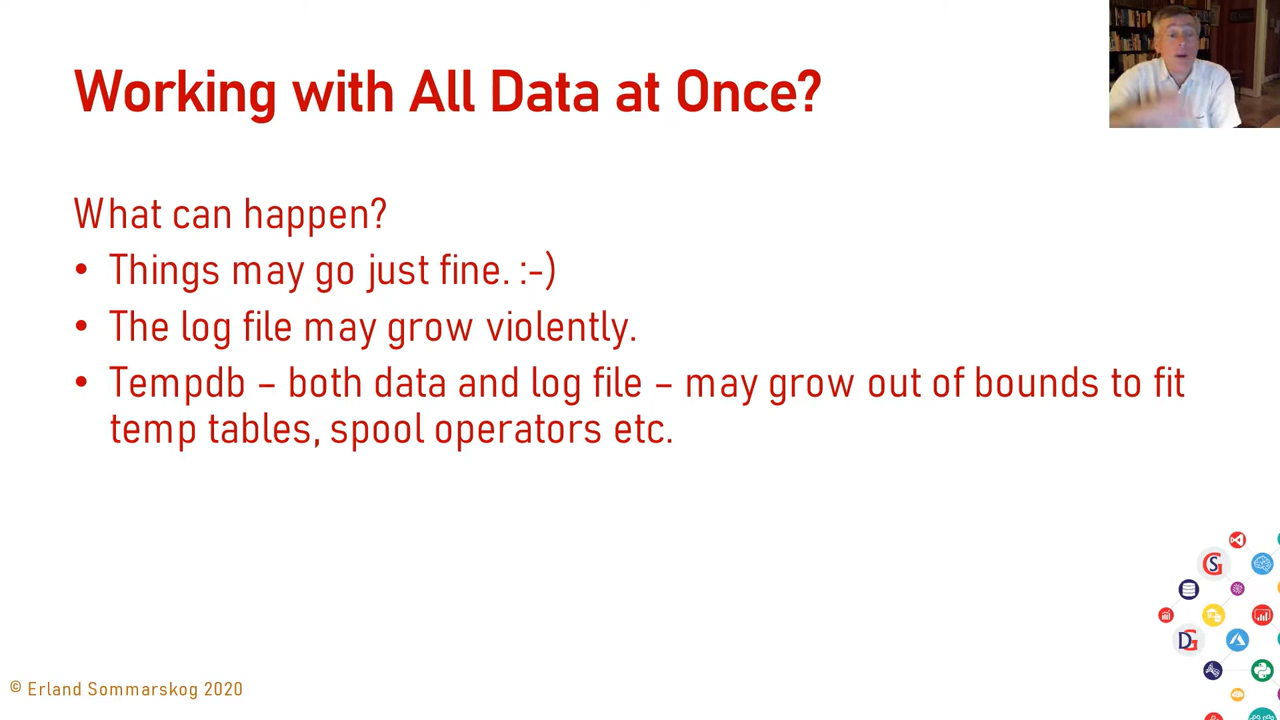 Working with All Data at Once?
What can happen?
• Things may go just fine. :-)
• The log file may grow violently.
• Tempdb – both data and log file – may grow out of bounds to fit
temp tables, spool operators etc.
© Erland Sommarskog 2020